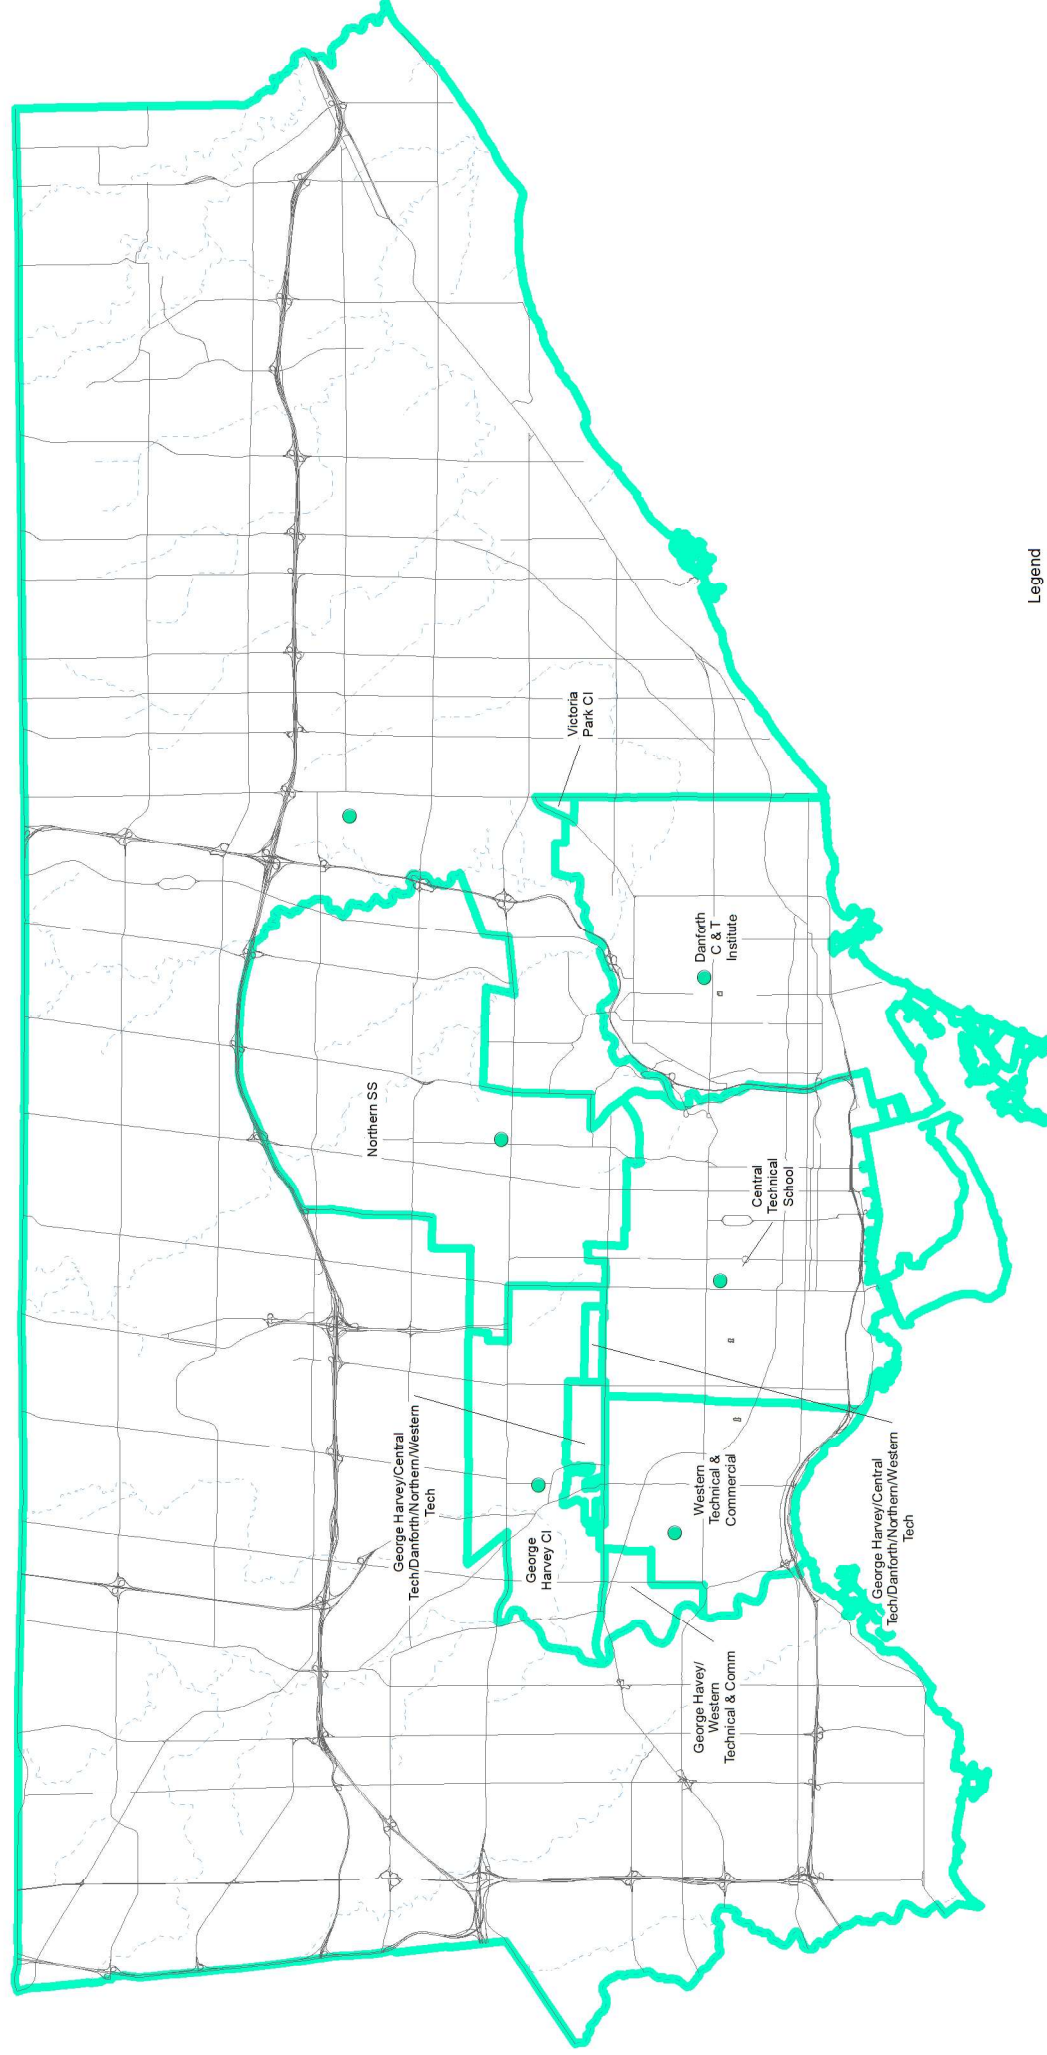 Legend
Victoria
Park CI
Danforth
C & T
Institute
Northern SS
Central
Technical
School
George Harvey/Central
Tech/Danforth/Northern/Western
Tech
George
Harvey CI
Western
Technical &
Commercial
George Harvey/Central
Tech/Danforth/Northern/Western
Tech
George Havey/
Western
Technical & Comm